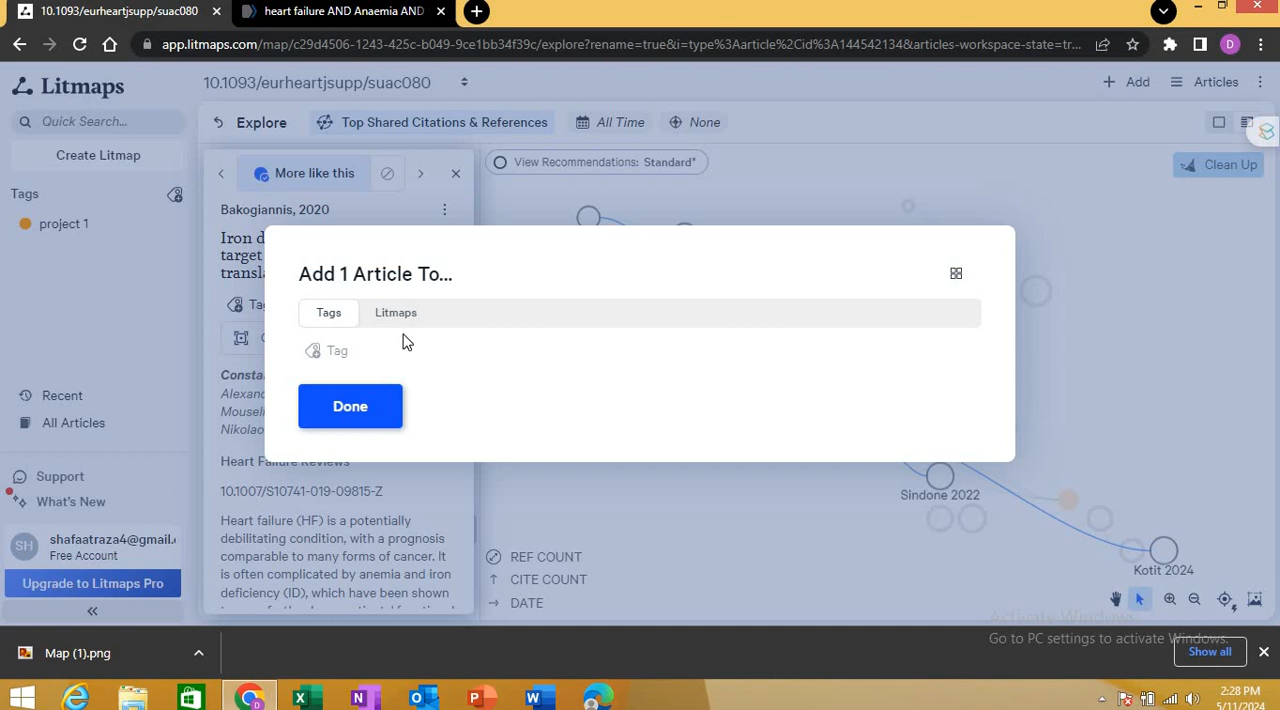 10.1093/eurheartjsupp/suac080
heart failure AND Anaemia AND
app.litmaps.com/map/c29d4506-1243-425c-b049-9ce1bb34f39c/explore?rename=true&i=type%3Aarticle%2Cid%3A144542134&articles-workspace-state=tr...
D
Litmaps
10.1093/eurheartjsupp/suac080
Add
Articles
Quick Search...
Explore
Top Shared Citations & References
All Time
None
Create Litmap
More like this
View Recommendations: Standard*
Clean Up
Tags
project 1
Bakogiannis, 2020
Iron d
target
transla
Add 1 Article To...
Tags
Litmaps
Tag
Done
Consta
Alexand
Mouseli
Nikolao
Recent
All Articles
Heart Failure Reviews
10.1007/S10741-019-09815-Z
Heart failure (HF) is a potentially
debilitating condition, with a prognosis
comparable to many forms of cancer. It
is often complicated by anemia and iron
deficiency (ID), which have been shown
Support
What's New
SH
shafaatraza4@gmail.
Free Account
Upgrade to Litmaps Pro
Sindone 2022
Kotit 2024
REF COUNT
CITE COUNT
DATE
Activate Windows
Go to PC settings to activate Windows.
Map (1).png
Show all
2:28 PM
5/11/2024